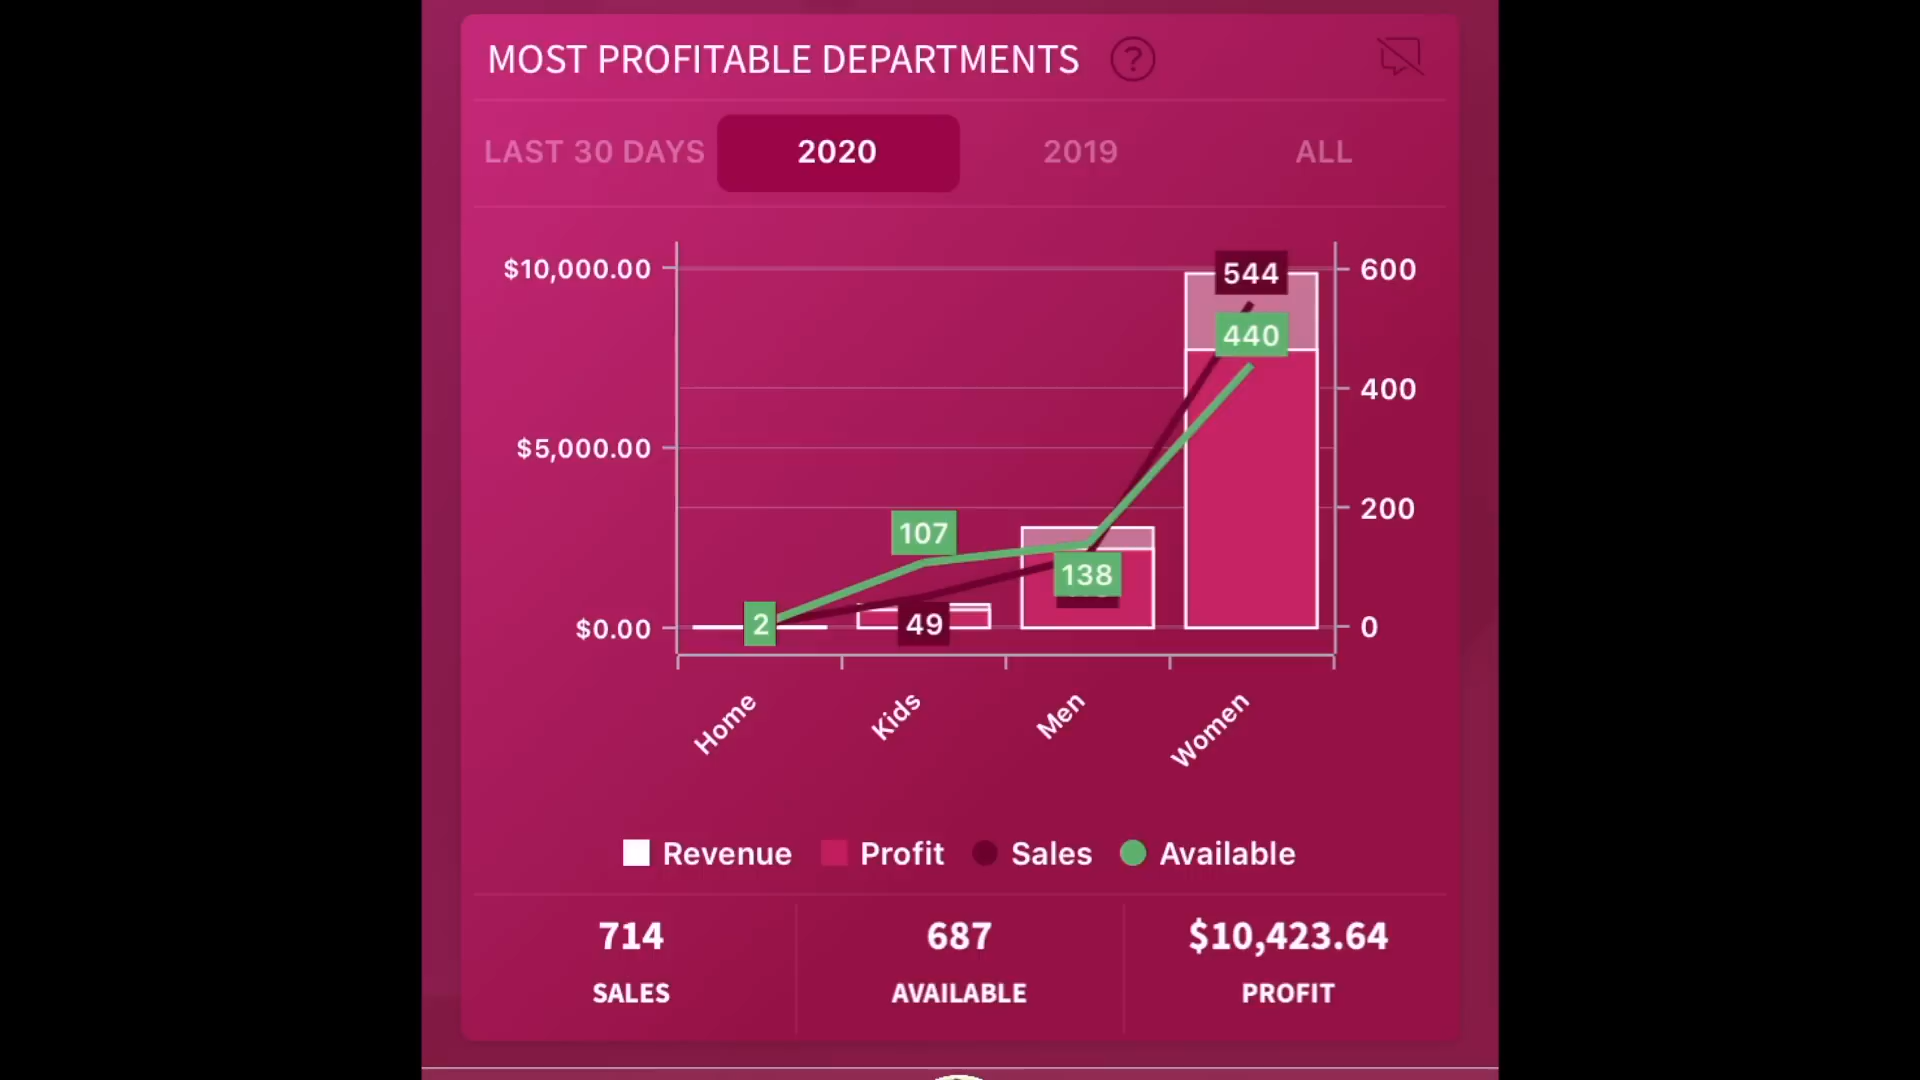 MOST PROFITABLE DEPARTMENTS ?
LAST 30 DAYS 2020 2019 ALL
$10,000.00
$5,000.00
$0.00
600
400
200
0
544
440
107
138
2
49
Home Kids Men Women
Revenue Profit Sales Available
714 687 $10,423.64
SALES AVAILABLE PROFIT